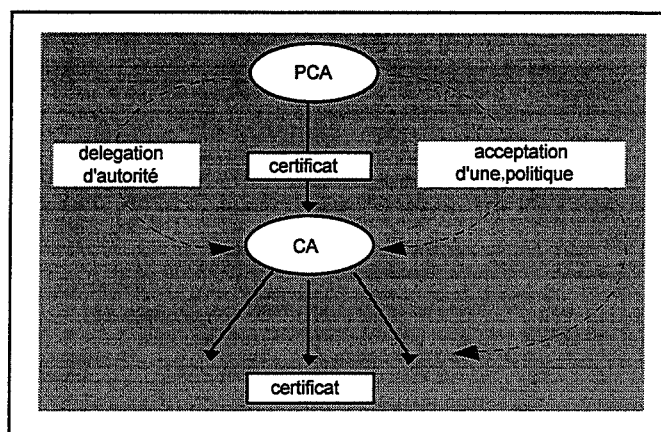 PCA
delegation
d'autorité
certificat
acceptation
d'une.politique
CA
certificat